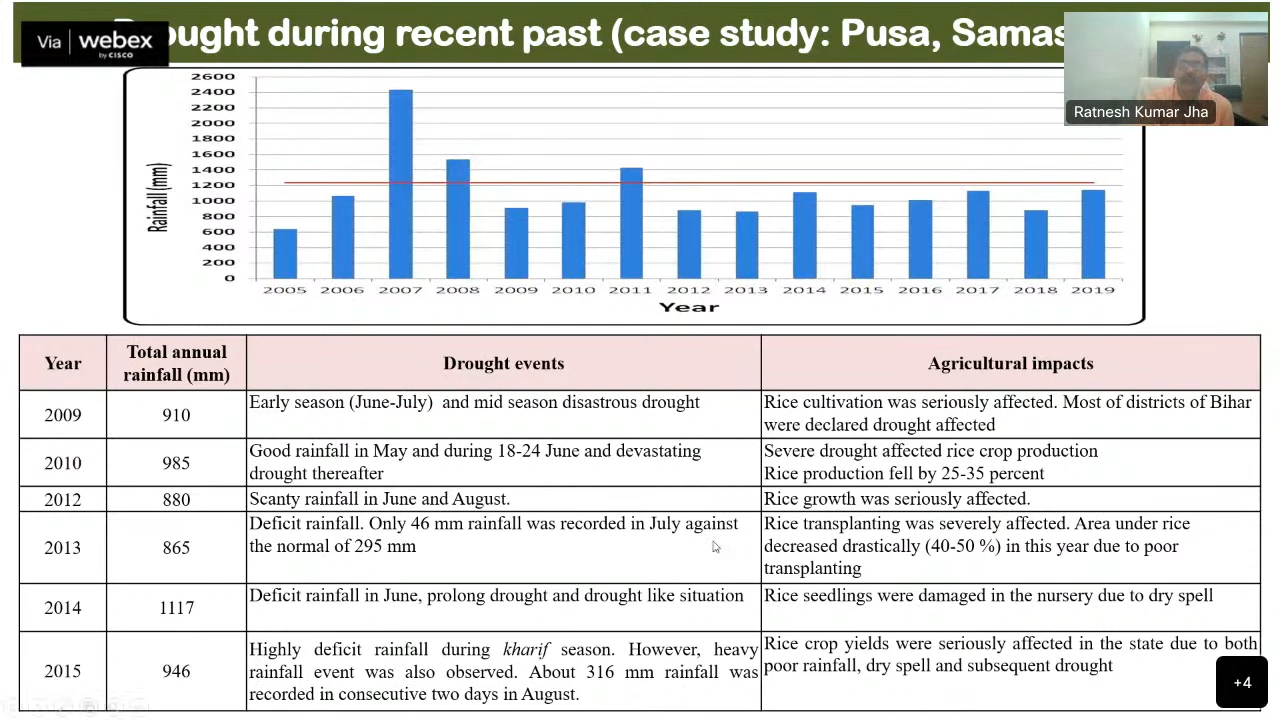 Via webex
by CISCO
ought during recent past (case study: Pusa, Samas
Ratnesh Kumar Jha
2600
2400
2200
2000
1800
1600
1400
1200
1000
800
600
400
200
0
Rainfall (mm)
2005 2006 2007 2008 2009 2010 2011 2012 2013 2014 2015 2016 2017 2018 2019
Year
Year
Total annual
rainfall (mm)
Drought events
Agricultural impacts
2009
910
Early season (June-July) and mid season disastrous drought
Rice cultivation was seriously affected. Most of districts of Bihar
were declared drought affected
2010
985
Good rainfall in May and during 18-24 June and devastating
drought thereafter
Severe drought affected rice crop production
Rice production fell by 25-35 percent
2012
880
Scanty rainfall in June and August.
Rice growth was seriously affected.
2013
865
Deficit rainfall. Only 46 mm rainfall was recorded in July against
the normal of 295 mm
Rice transplanting was severely affected. Area under rice
decreased drastically (40-50 %) in this year due to poor
transplanting
2014
1117
Deficit rainfall in June, prolong drought and drought like situation
Rice seedlings were damaged in the nursery due to dry spell
2015
946
Highly deficit rainfall during kharif season. However, heavy
rainfall event was also observed. About 316 mm rainfall was
recorded in consecutive two days in August.
Rice crop yields were seriously affected in the state due to both
poor rainfall, dry spell and subsequent drought
+4